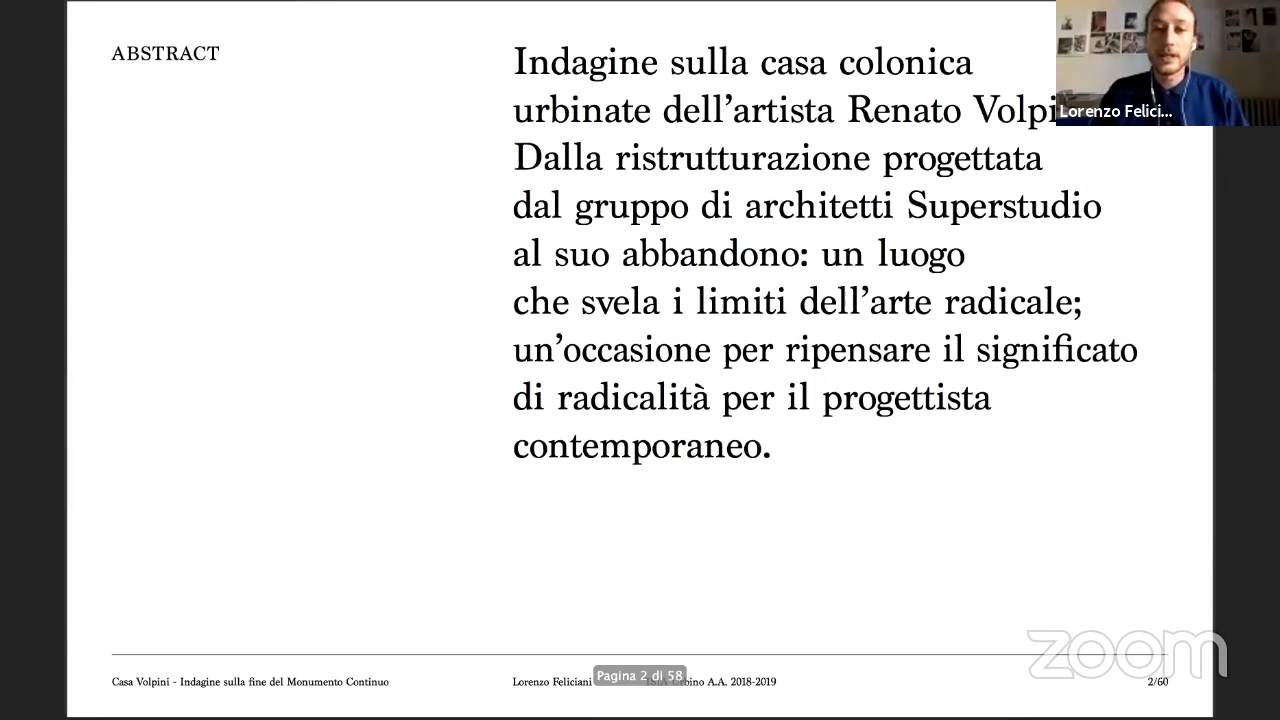 ABSTRACT
Indagine sulla casa colonica
urbinate dell’artista Renato
Dalla ristrutturazione progettata
dal gruppo di architetti Superstudio
al suo abbandono: un luogo
che svela i limiti dell’arte radicale;
un’occasione per ripensare il significato
di radicalità per il progettista
contemporaneo.
Lorenzo Felici...
zoom
Casa Volpini - Indagine sulla fine del Monumento Continuo
Lorenzo Feliciani
A.A. 2018-2019
2/60
Pagina 2 di 58